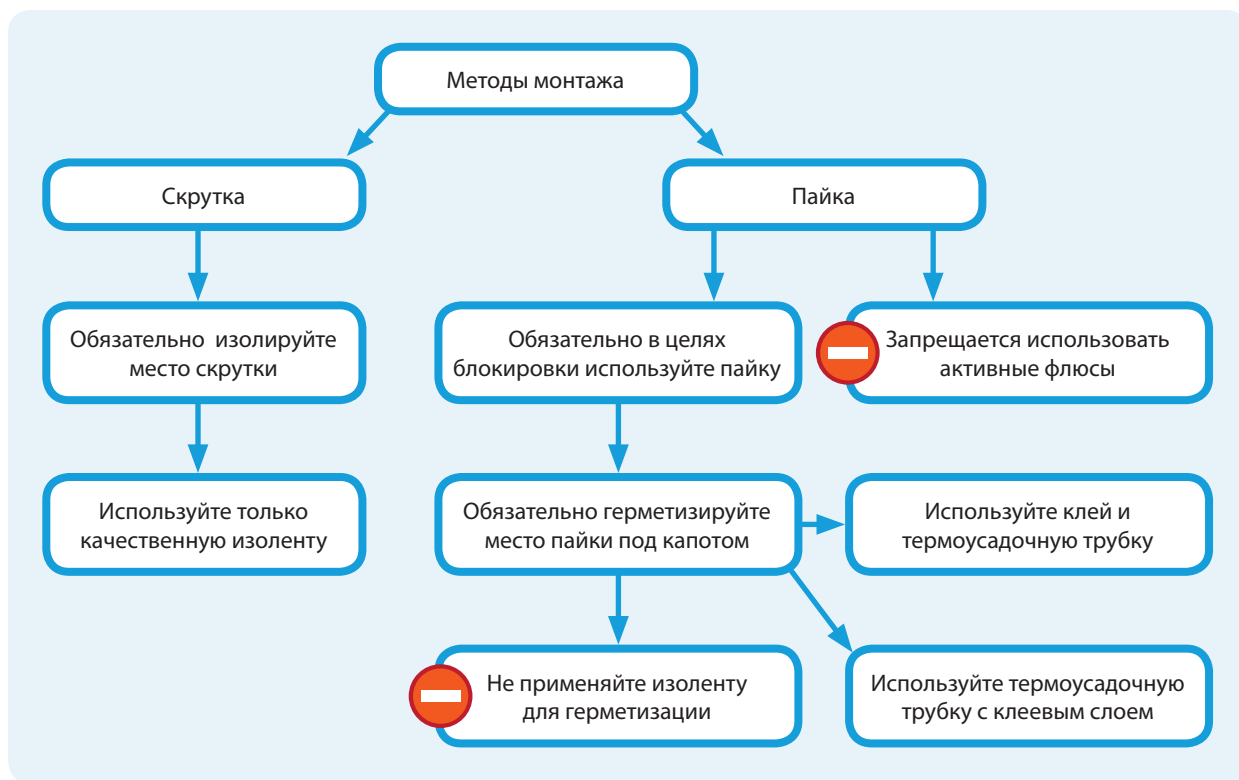 Методы монтажа
Скрутка
Пайка
Обязательно изолируйте
место скрутки
Обязательно в целях
блокировки используйте пайку
Запрещается использовать
активные флюсы
Используйте только
качественную изоленту
Обязательно герметизируйте
место пайки под капотом
Используйте клей и
термоусадочную трубку
Не применяйте изоленту
для герметизации
Используйте термоусадочную
трубку с клеевым слоем